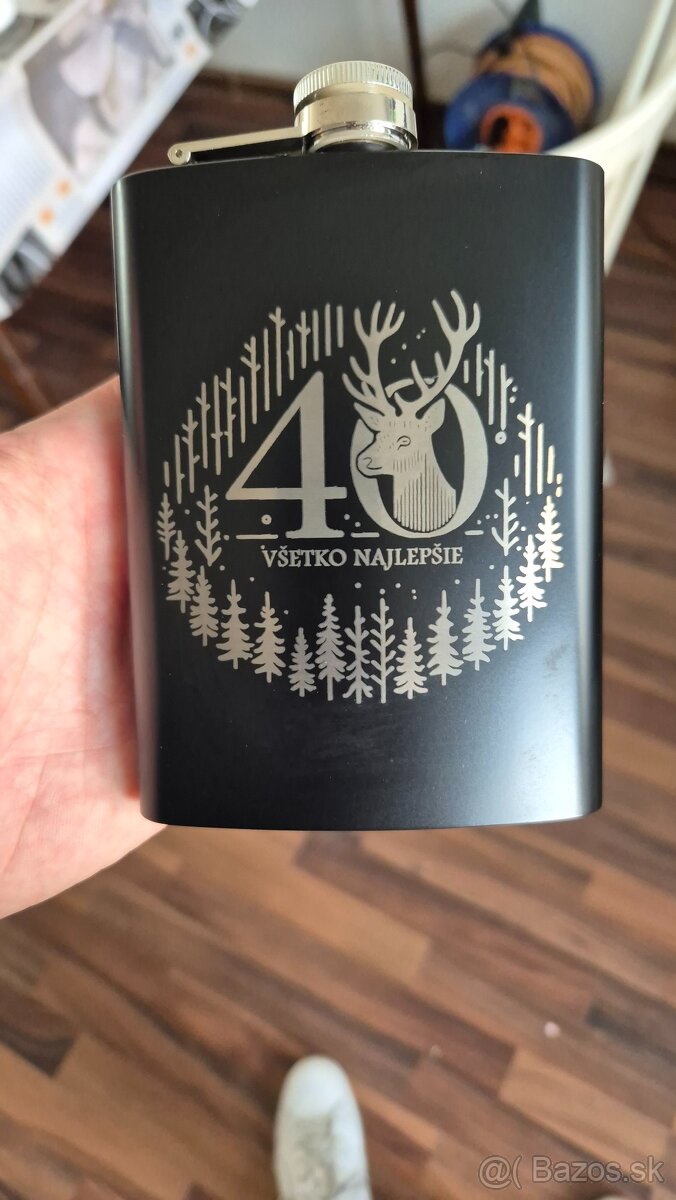 40
VŠETKO NAJLEPŠIE
@( Bazos.sk